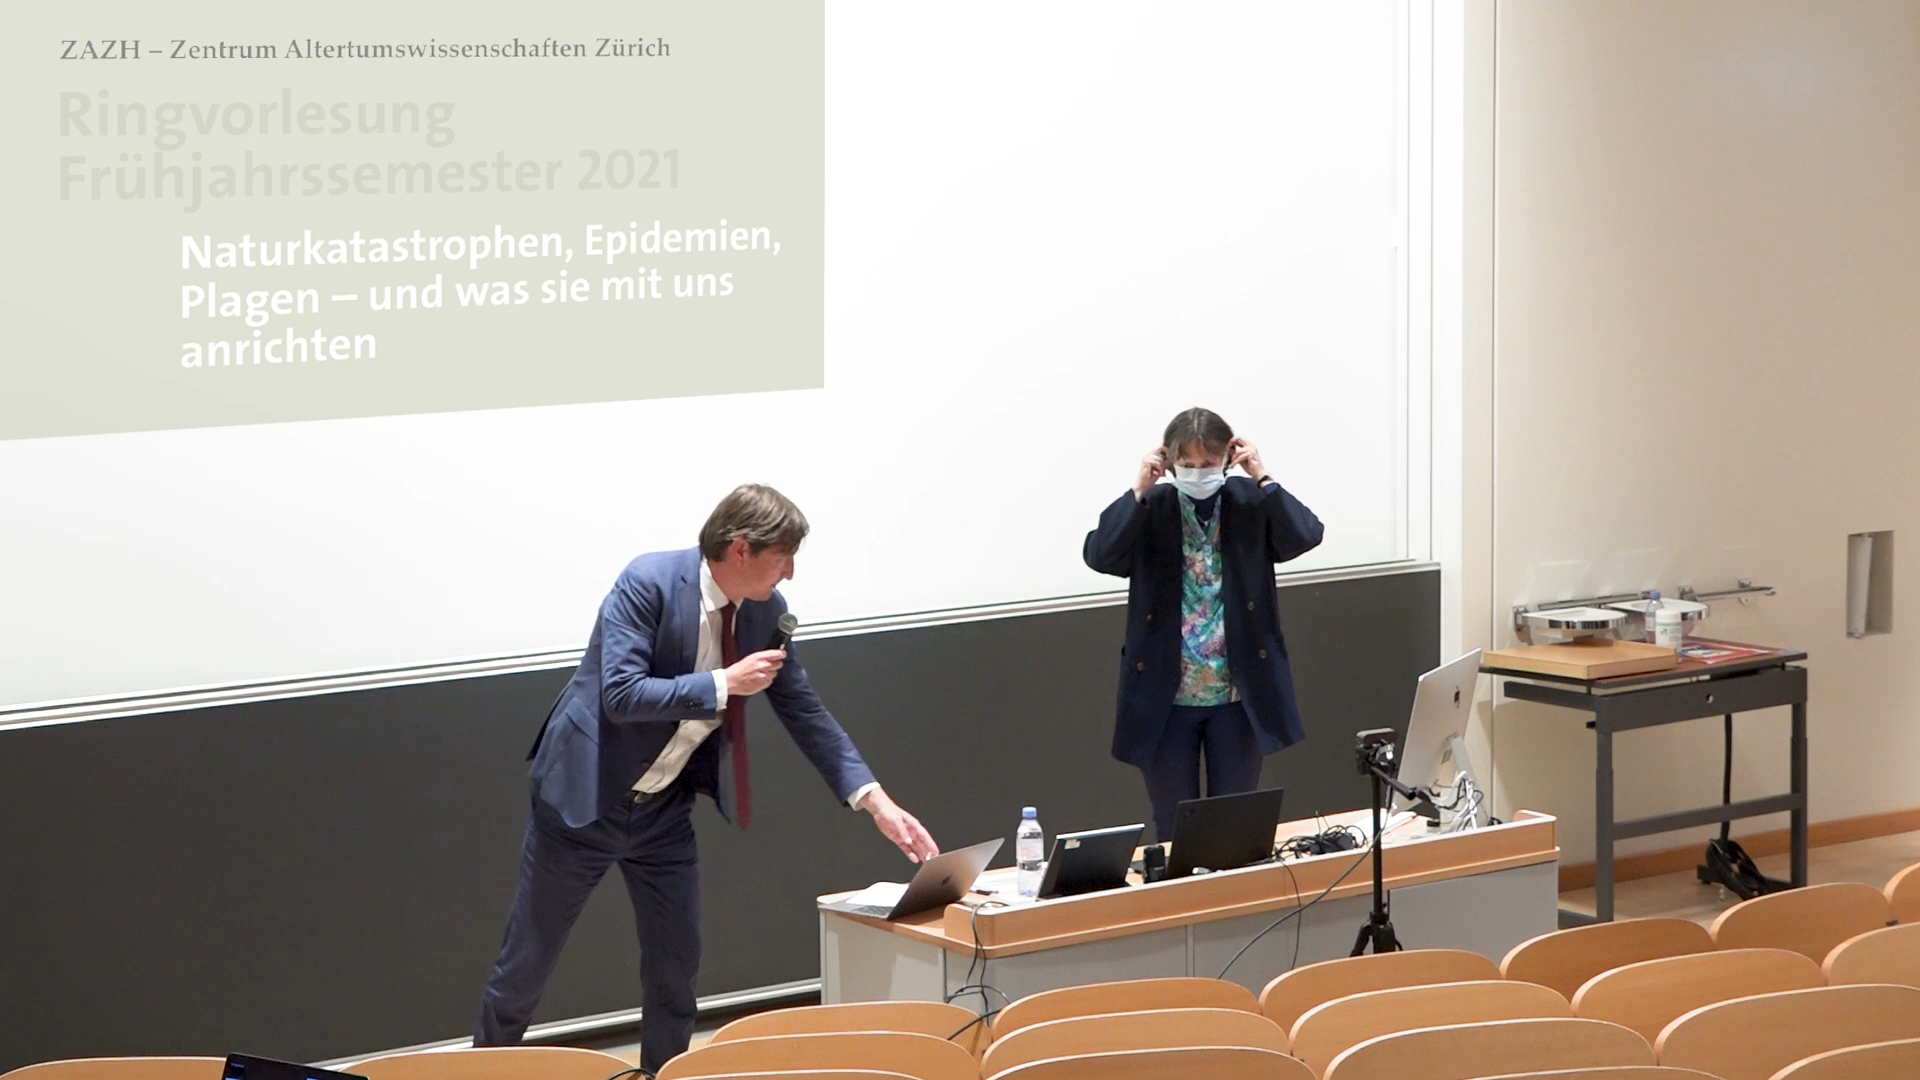 ZAZH – Zentrum Altertumswissenschaften Zürich
Ringvorlesung
Frühjahrssemester 2021
Naturkatastrophen, Epidemien,
Plagen – und was sie mit uns
anrichten